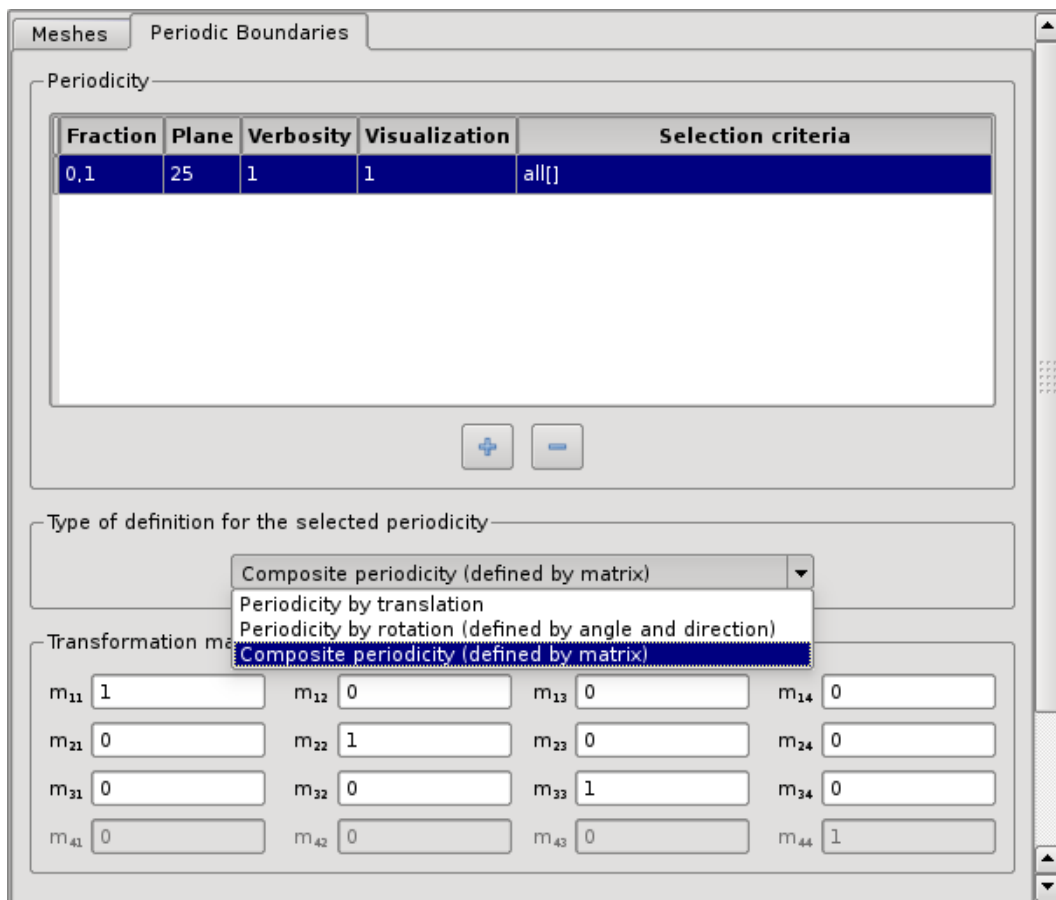 Meshes Periodic Boundaries
Periodicity
Fraction Plane Verbosity Visualization Selection criteria
0,1 25 1 1 all[]
Type of definition for the selected periodicity
Composite periodicity (defined by matrix)
Periodicity by translation
Periodicity by rotation (defined by angle and direction)
Composite periodicity (defined by matrix)
Transformation ma
m₁₁ 1 m₁₂ 0 m₁₃ 0 m₁₄ 0
m₂₁ 0 m₂₂ 1 m₂₃ 0 m₂₄ 0
m₃₁ 0 m₃₂ 0 m₃₃ 1 m₃₄ 0
m₄₁ 0 m₄₂ 0 m₄₃ 0 m₄₄ 1